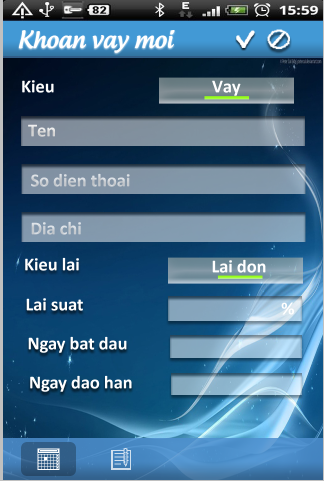 82 E 15:59
Khoan vay moi
Kieu Vay
Ten
So dien thoai
Dia chi
Kieu lai Lai don
Lai suat %
Ngay bat dau
Ngay dao han